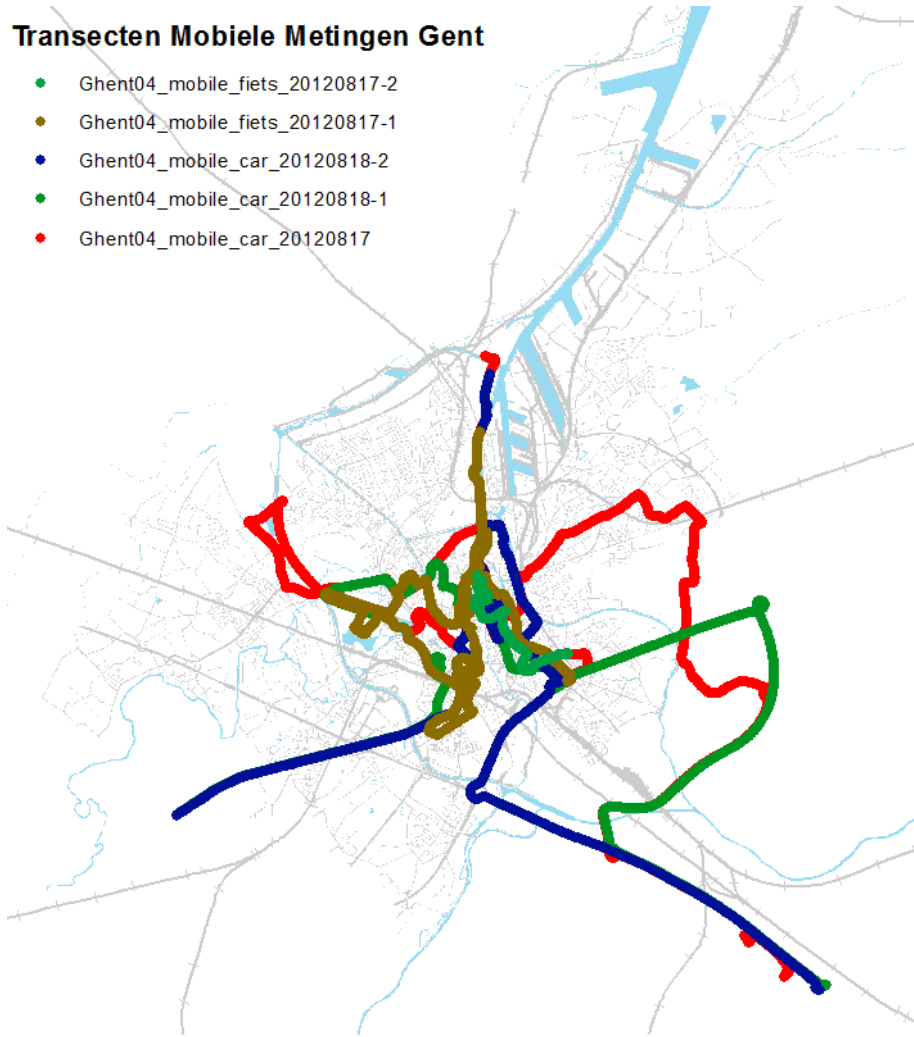 Transecten Mobiele Metingen Gent
Ghent04_mobile_fiets_20120817-2
Ghent04_mobile_fiets_20120817-1
Ghent04_mobile_car_20120818-2
Ghent04_mobile_car_20120818-1
Ghent04_mobile_car_20120817